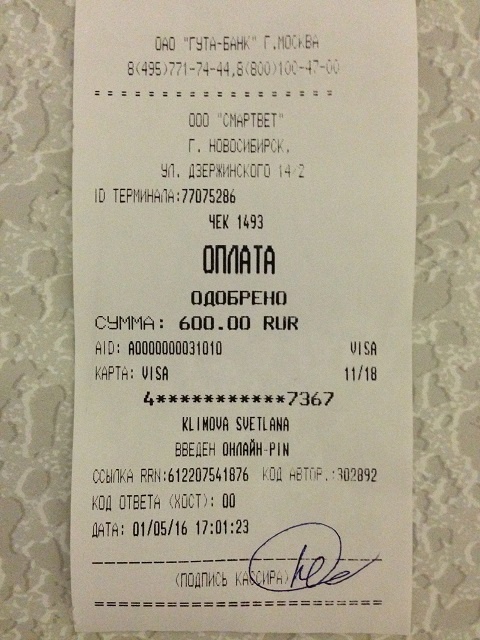 ОАО "ГУТА-БАНК" Г.МОСКВА
8(495)771-74-44,8(800)100-47-00
ООО "СМАРТВЕТ"
Г. НОВОСИБИРСК,
УЛ. ДЗЕРЖИНСКОГО 14/2
ID ТЕРМИНАЛА:77075286
ЧЕК 1493
ОПЛАТА
ОДОБРЕНО
СУММА: 600.00 RUR
AID: A0000000031010 VISA
КАРТА: VISA 11/18
4***********7367
KLIMOVA SVETLANA
ВВЕДЕН ОНЛАЙН-PIN
ССЫЛКА RRN:612207541876 КОД АВТОР.:302892
КОД ОТВЕТА (ХОСТ): 00
ДАТА: 01/05/16 17:01:23
(ПОДПИСЬ КАССИРА)